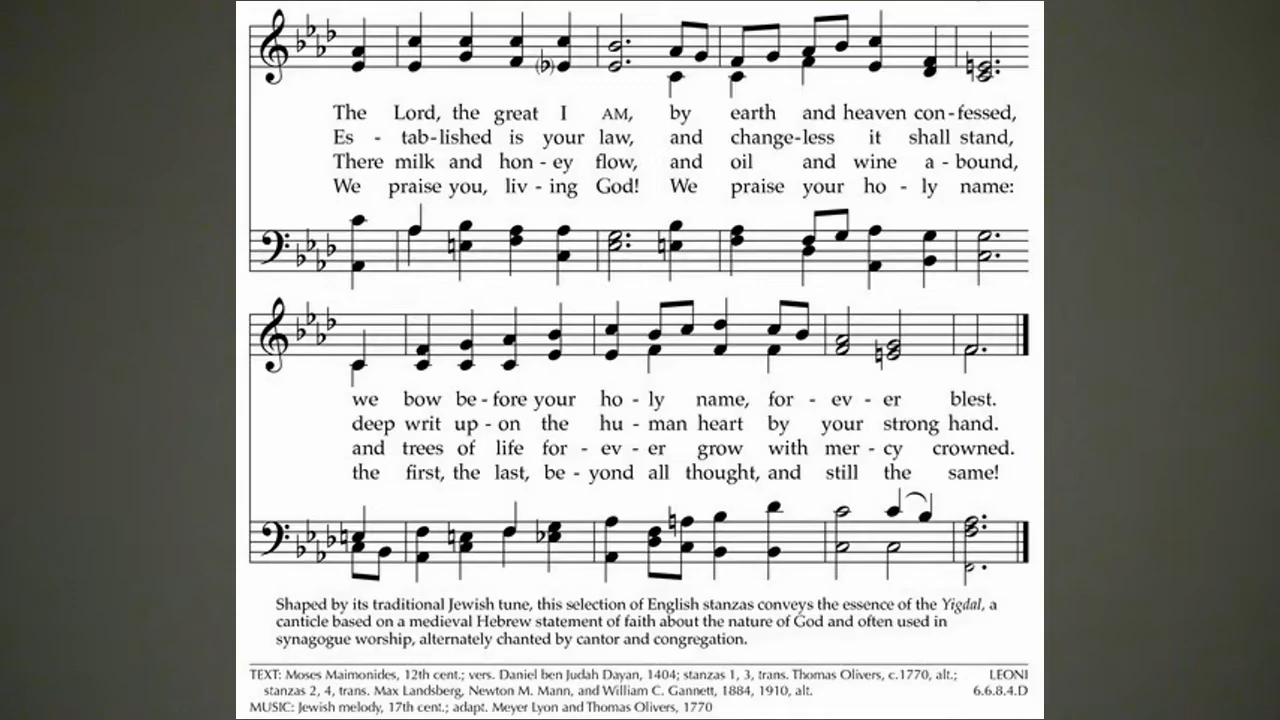 The Lord, the great I AM, by earth and heaven con - fessed,
Es - tab - lished is your law, and change - less it shall stand,
There milk and hon - ey flow, and oil and wine a - bound,
We praise you, liv - ing God! We praise your ho - ly name:
we bow be - fore your ho - ly name, for - ev - er blest.
deep writ up - on the hu - man heart by your strong hand.
and trees of life for - ev - er grow with mer - cy crowned.
the first, the last, be - yond all thought, and still the same!
Shaped by its traditional Jewish tune, this selection of English stanzas conveys the essence of the Yigdal, a
canticle based on a medieval Hebrew statement of faith about the nature of God and often used in
synagogue worship, alternately chanted by cantor and congregation.
TEXT: Moses Maimonides, 12th cent.; vers. Daniel ben Judah Dayan, 1404; stanzas 1, 3, trans. Thomas Olivers, c.1770, alt.; LEONI
stanzas 2, 4, trans. Max Landsberg, Newton M. Mann, and William C. Gannett, 1884, 1910, alt. 6.6.8.4.D
MUSIC: Jewish melody, 17th cent.; adapt. Meyer Lyon and Thomas Olivers, 1770